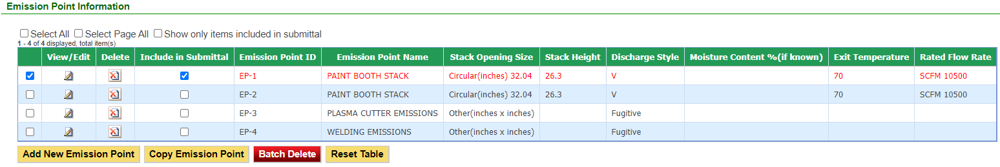 Emission Point Information
Select All Select Page All Show only items included in submittal
1 - 4 of 4 displayed, total item(s)
View/Edit Delete Include in Submittal Emission Point ID Emission Point Name Stack Opening Size Stack Height Discharge Style Moisture Content %(if known) Exit Temperature Rated Flow Rate
EP-1 PAINT BOOTH STACK Circular(inches) 32.04 26.3 V 70 SCFM 10500
EP-2 PAINT BOOTH STACK Circular(inches) 32.04 26.3 V 70 SCFM 10500
EP-3 PLASMA CUTTER EMISSIONS Other(inches x inches) Fugitive
EP-4 WELDING EMISSIONS Other(inches x inches) Fugitive
Add New Emission Point Copy Emission Point Batch Delete Reset Table